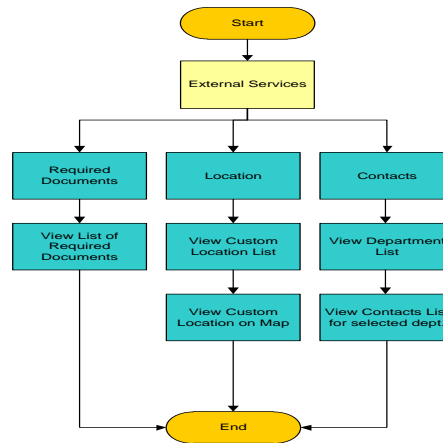 Start
External Services
Required
Documents
Location
Contacts
View List of
Required
Documents
View Custom
Location List
View Department
List
View Custom
Location on Map
View Contacts List
for selected dept.
End